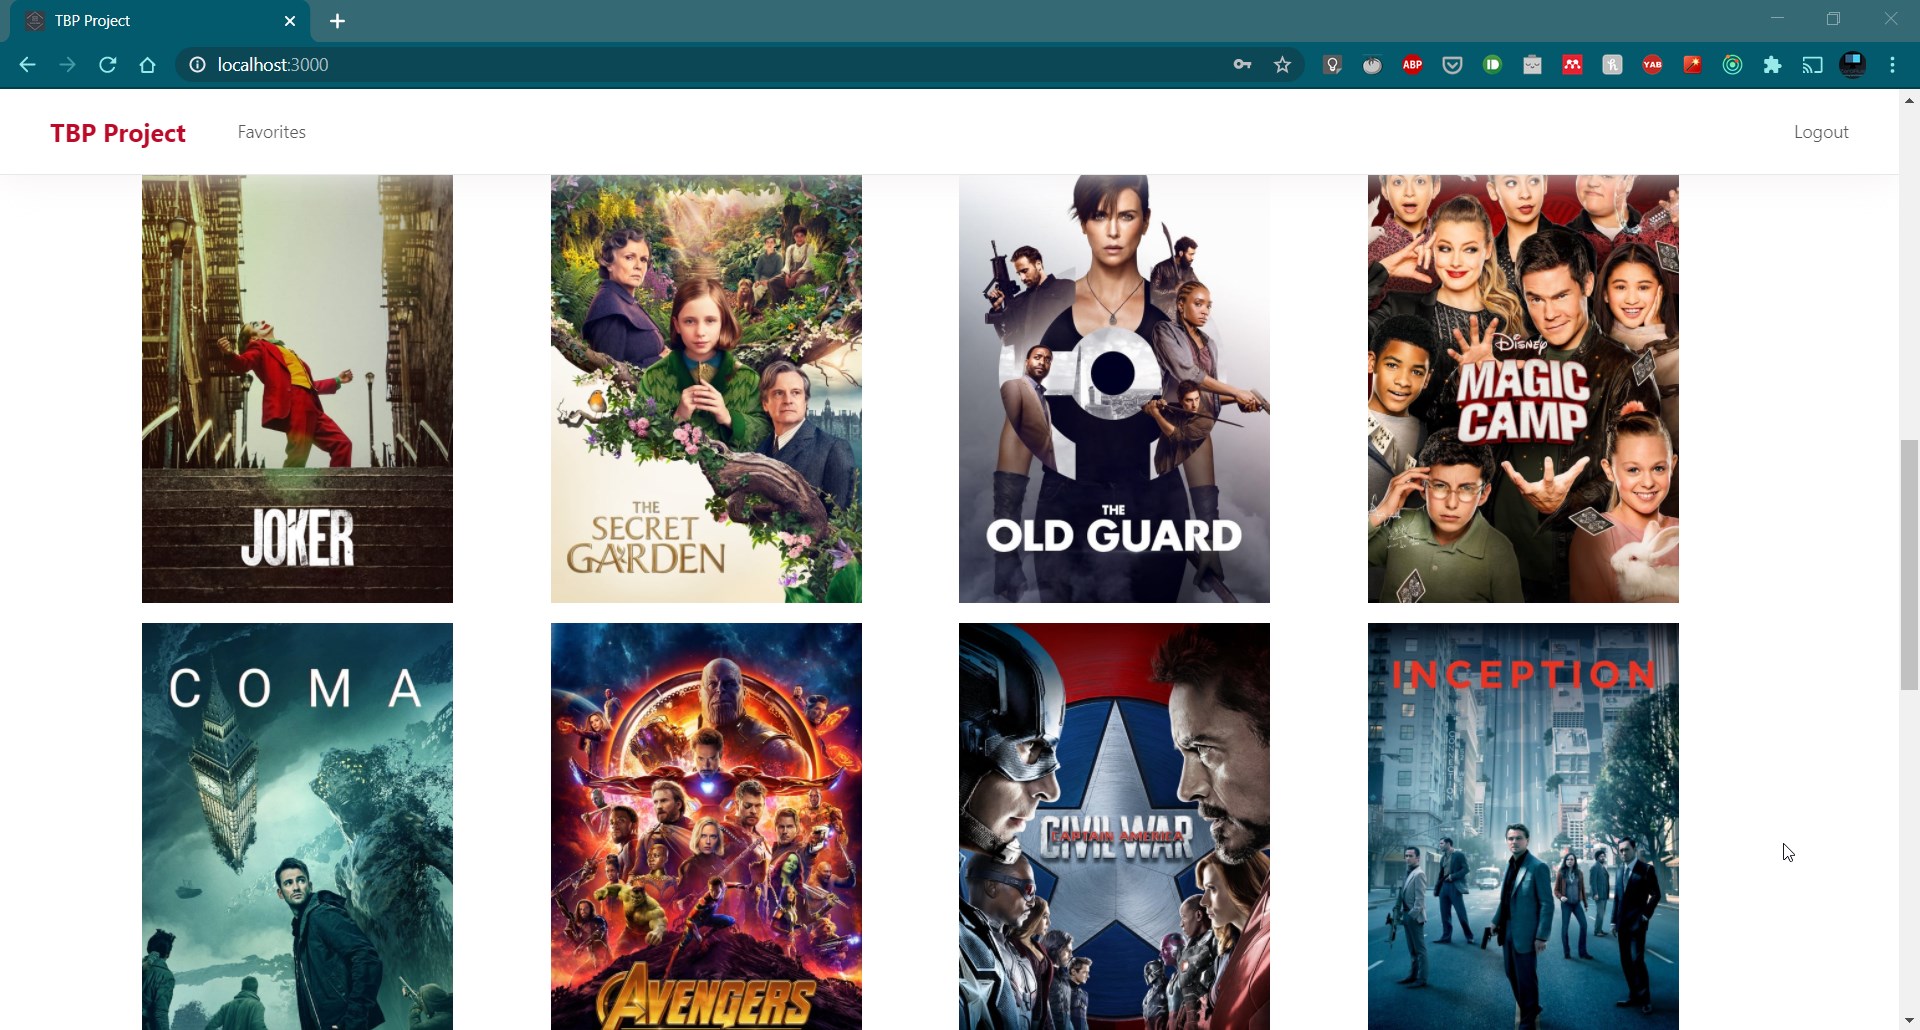 TBP Project
localhost:3000
ABP
YAB
TBP Project
Favorites
Logout
JOKER
THE
SECRET
GARDEN
THE
OLD GUARD
DISNEY
MAGIC
CAMP
COMA
AVENGERS
CAPTAIN AMERICA
CIVIL WAR
INCEPTION